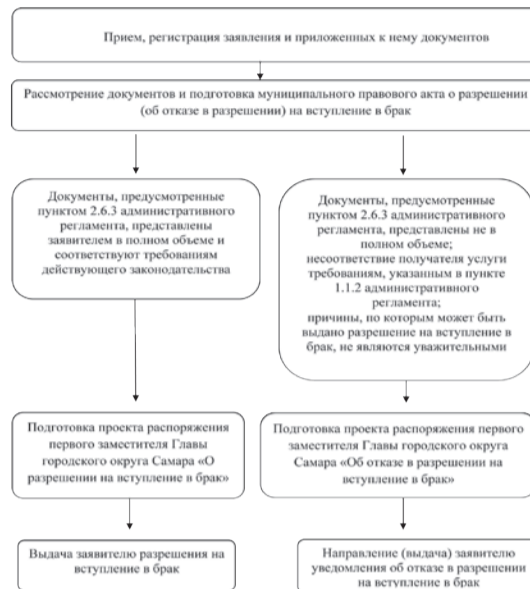 Прием, регистрация заявления и приложенных к нему документов
Рассмотрение документов и подготовка муниципального правового акта о разрешении
(об отказе в разрешении) на вступление в брак
Документы, предусмотренные
пунктом 2.6.3 административного
регламента, представлены
заявителем в полном объеме и
соответствуют требованиям
действующего законодательства
Документы, предусмотренные
пунктом 2.6.3 административного
регламента, представлены не в
полном объеме;
несоответствие получателя услуги
требованиям, указанным в пункте
1.1.2 административного
регламента;
причины, по которым может быть
выдано разрешение на вступление в
брак, не являются уважительными
Подготовка проекта распоряжения
первого заместителя Главы
городского округа Самара «О
разрешении на вступление в брак»
Подготовка проекта распоряжения первого
заместителя Главы городского округа
Самара «Об отказе в разрешении на
вступление в брак»
Выдача заявителю разрешения на
вступление в брак
Направление (выдача) заявителю
уведомления об отказе в разрешении
на вступление в брак